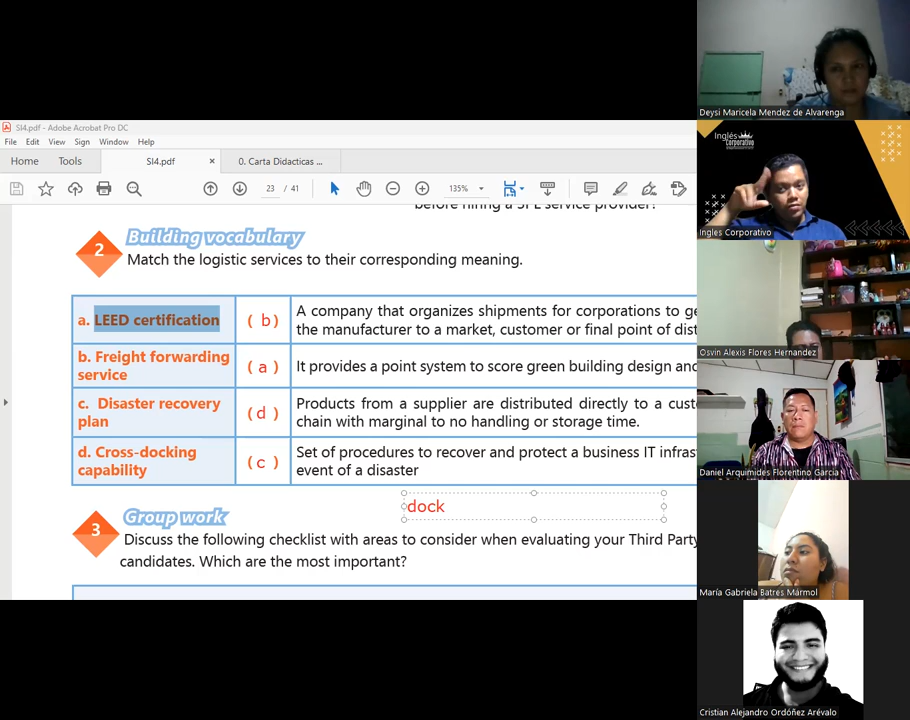 SI4.pdf - Adobe Acrobat Pro DC
File Edit View Sign Window Help
Home Tools SI4.pdf × 0. Carta Didacticas ...
23 / 41 135%
before hiring a 3PL service provider?
2 Building vocabulary
Match the logistic services to their corresponding meaning.
a. LEED certification ( b ) A company that organizes shipments for corporations to ge
the manufacturer to a market, customer or final point of dist
b. Freight forwarding service ( a ) It provides a point system to score green building design and
c. Disaster recovery plan ( d ) Products from a supplier are distributed directly to a cust
chain with marginal to no handling or storage time.
d. Cross-docking capability ( c ) Set of procedures to recover and protect a business IT infras
event of a disaster
dock
3 Group work
Discuss the following checklist with areas to consider when evaluating your Third Party
candidates. Which are the most important?
Deysi Maricela Mendez de Alvarenga
Inglés
Corporativo
Ingles Corporativo
Osvin Alexis Flores Hernandez
Daniel Arquimides Florentino Garcia
María Gabriela Batres Mármol
Cristian Alejandro Ordóñez Arévalo